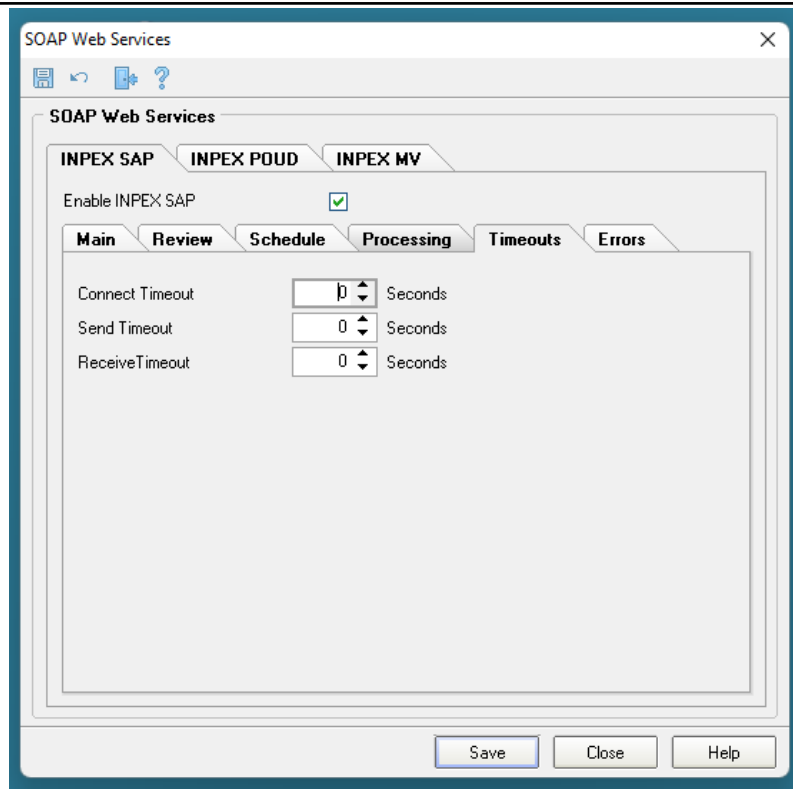 SOAP Web Services
SOAP Web Services
INPEX SAP INPEX POUD INPEX MV
Enable INPEX SAP
Main Review Schedule Processing Timeouts Errors
Connect Timeout 0 Seconds
Send Timeout 0 Seconds
ReceiveTimeout 0 Seconds
Save Close Help